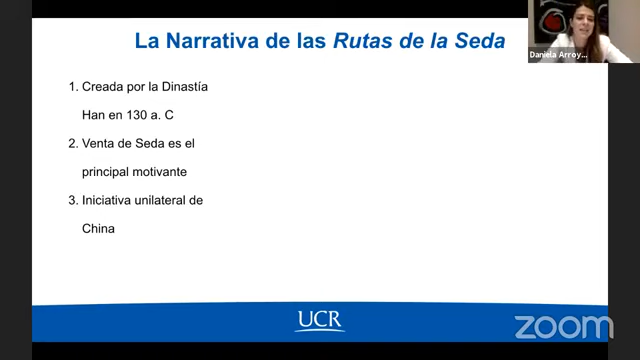 La Narrativa de las Rutas de la Seda
Daniela Arroy...
1. Creada por la Dinastía
Han en 130 a. C
2. Venta de Seda es el
principal motivante
3. Iniciativa unilateral de
China
UCR
zoom